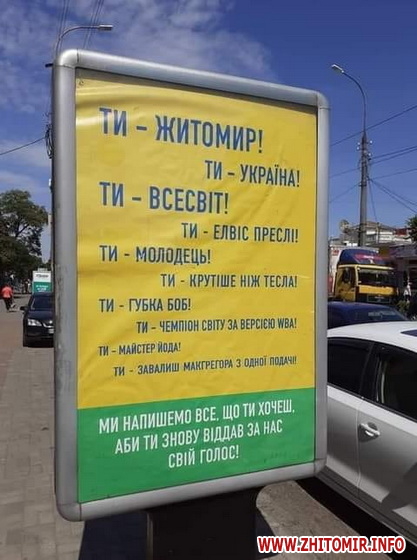 ТИ - ЖИТОМИР!
ТИ - УКРАЇНА!
ТИ - ВСЕСВІТ!
ТИ - ЕЛВІС ПРЕСЛІ!
ТИ - МОЛОДЕЦЬ!
ТИ - КРУТІШЕ НІЖ ТЕСЛА!
ТИ - ГУБКА БОБ!
ТИ - ЧЕМПІОН СВІТУ ЗА ВЕРСІЄЮ WBA!
ТИ - МАЙСТЕР ЙОДА!
ТИ - ЗАВАЛИШ МАКГРЕГОРА З ОДНОЇ ПОДАЧІ!
МИ НАПИШЕМО ВСЕ, ЩО ТИ ХОЧЕШ,
АБИ ТИ ЗНОВУ ВІДДАВ ЗА НАС
СВІЙ ГОЛОС!
WWW.ZHITOMIR.INFO